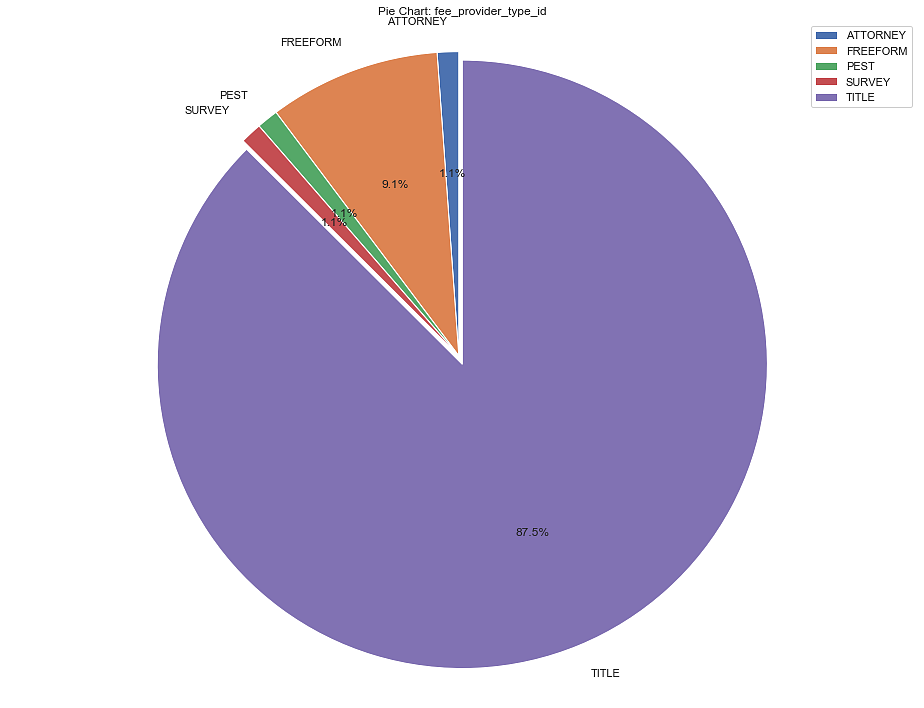 Pie Chart: fee_provider_type_id
ATTORNEY
FREEFORM
PEST
SURVEY
TITLE
1.1%
9.1%
1.1%
1.1%
87.5%
ATTORNEY
FREEFORM
PEST
SURVEY
TITLE